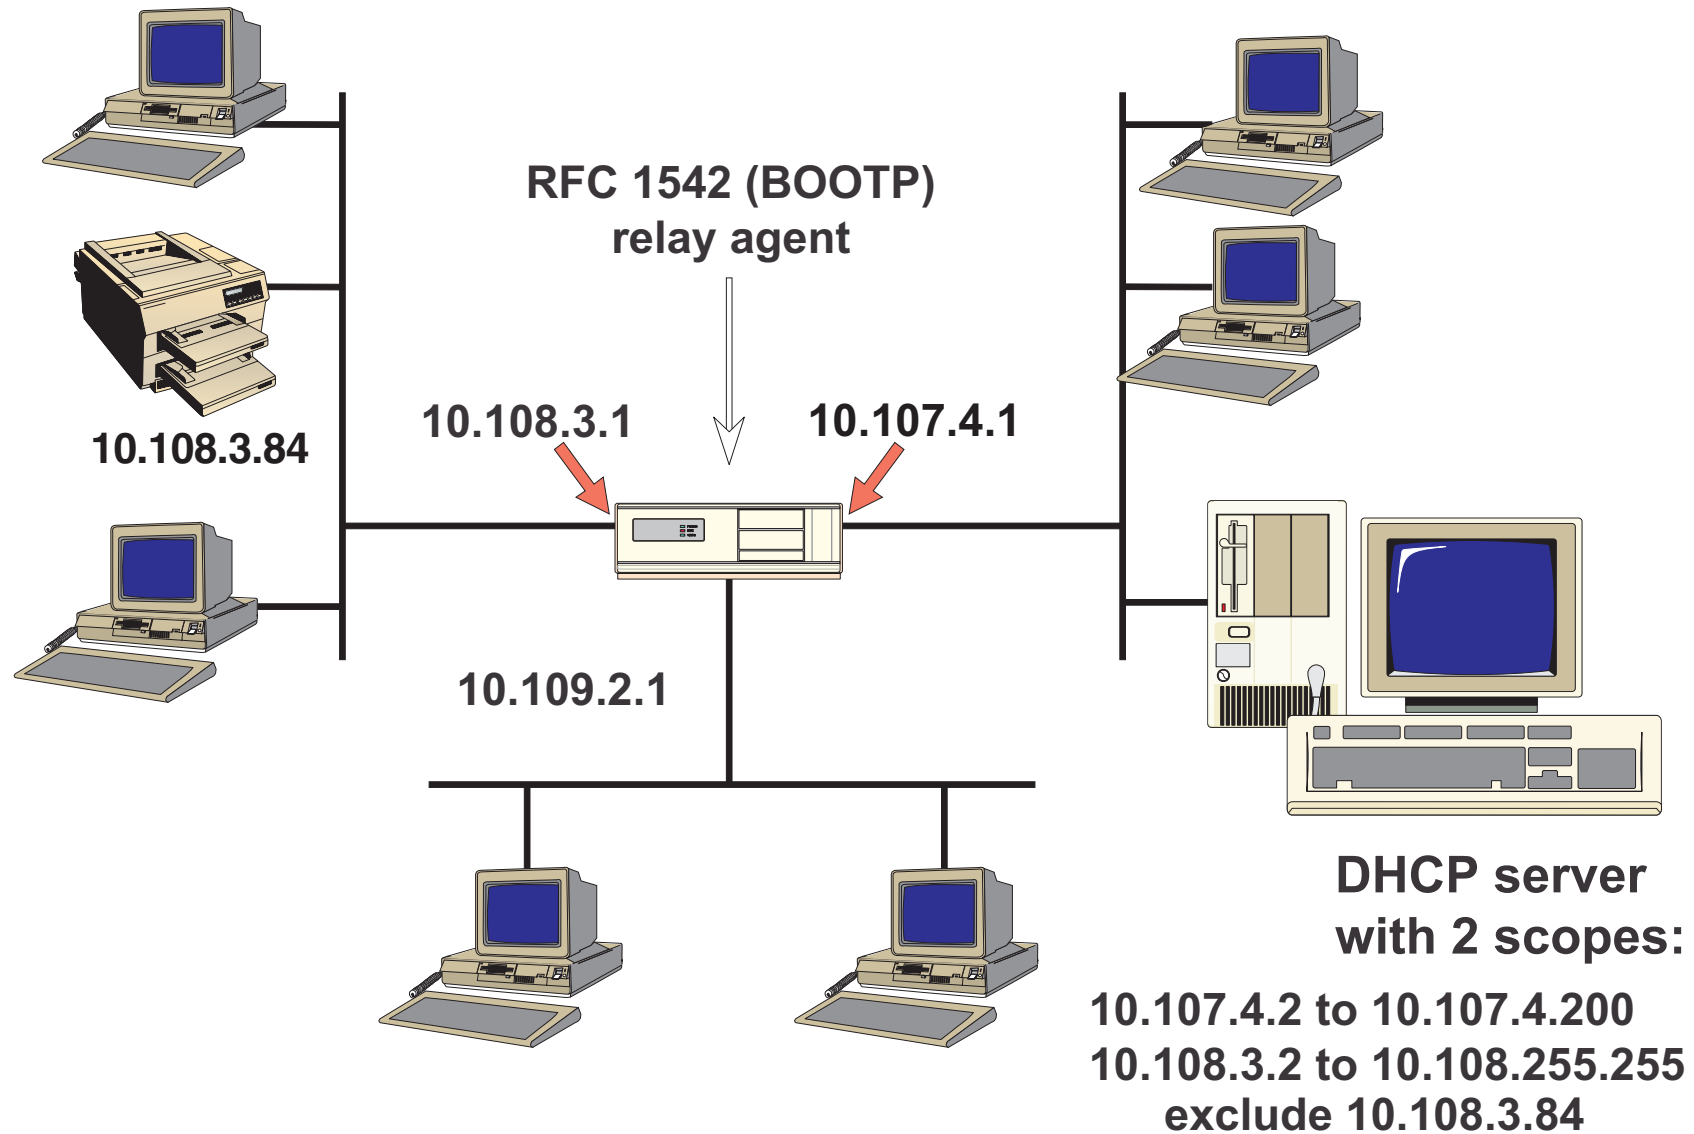 RFC 1542 (BOOTP)
relay agent
10.108.3.1
10.107.4.1
10.108.3.84
10.109.2.1
DHCP server
with 2 scopes:
10.107.4.2 to 10.107.4.200
10.108.3.2 to 10.108.255.255
exclude 10.108.3.84